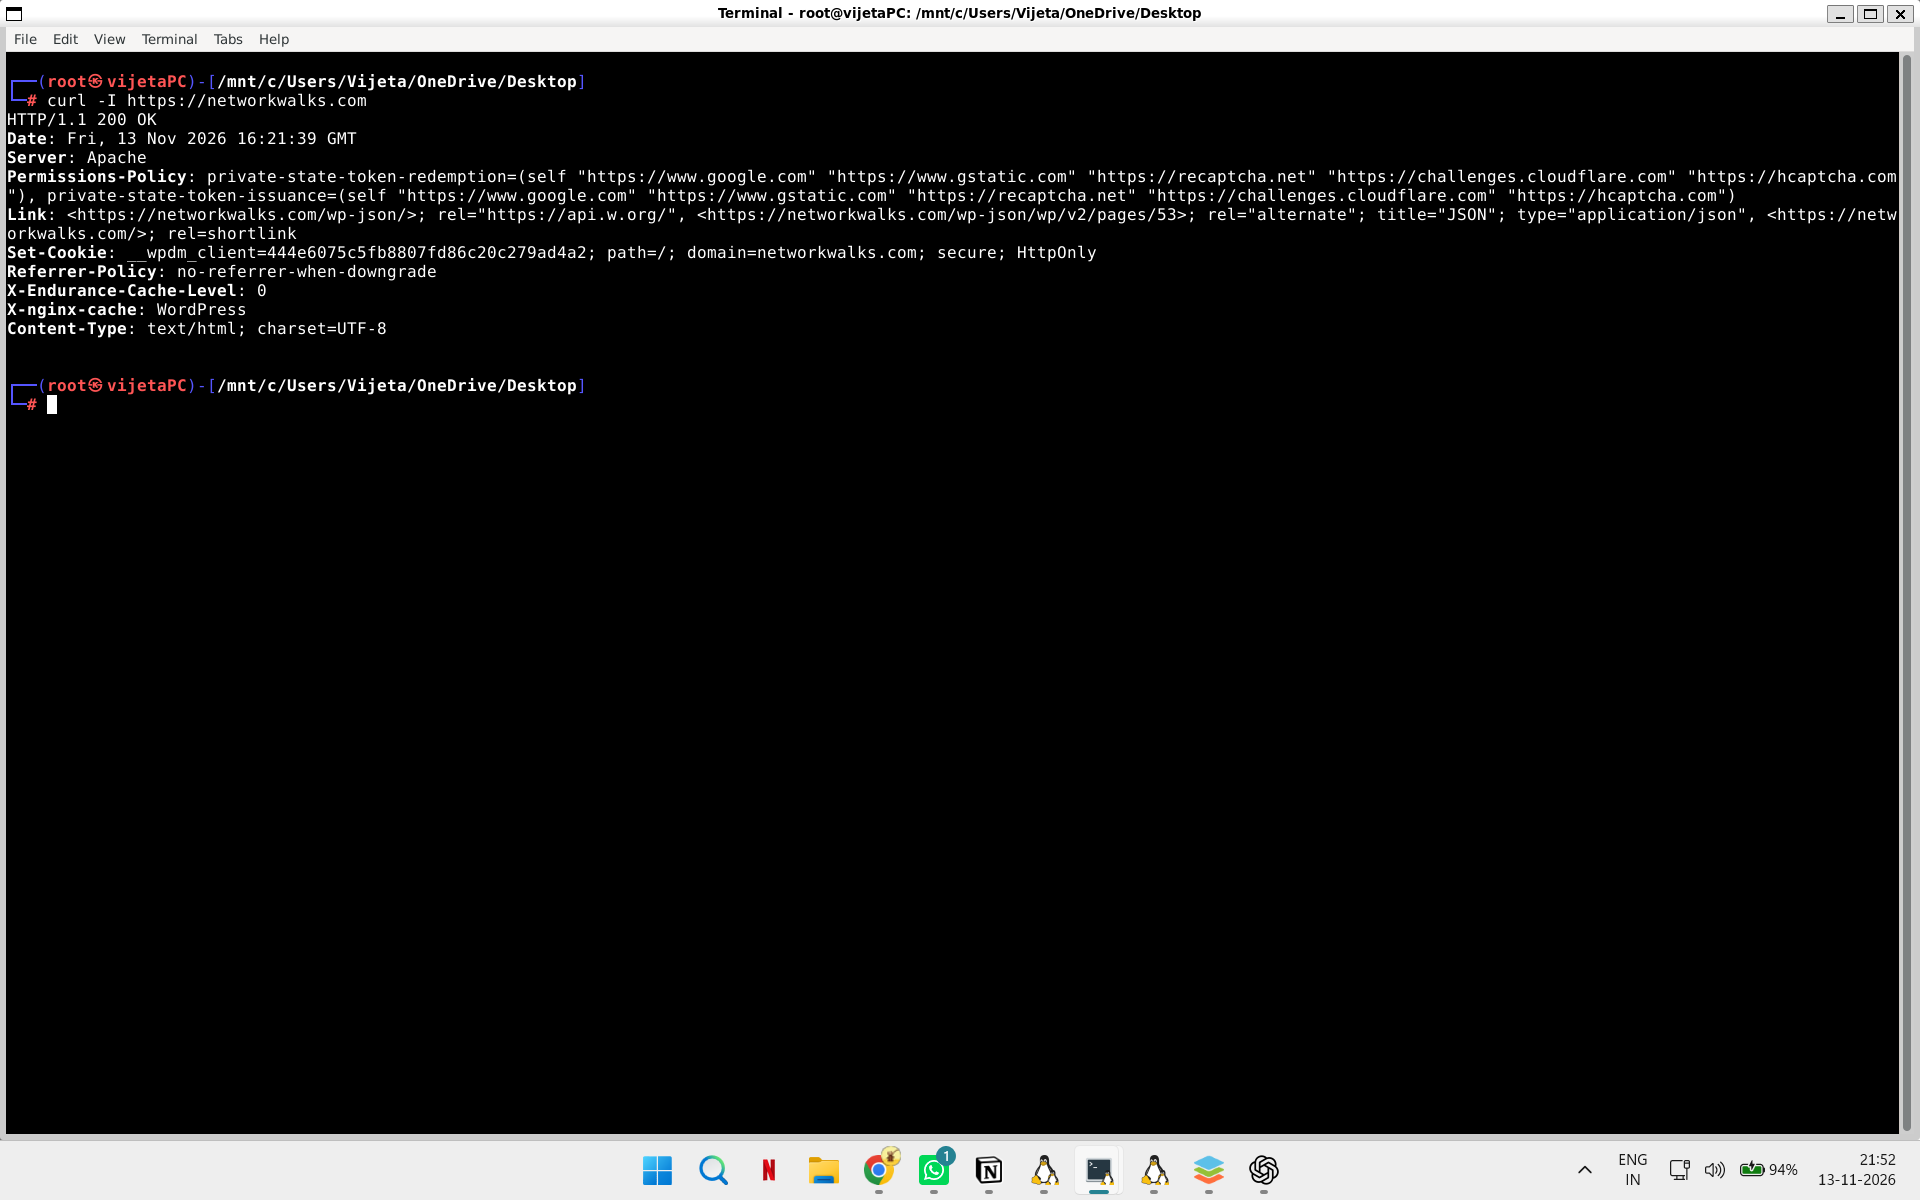 Terminal - root@vijetaPC: /mnt/c/Users/Vijeta/OneDrive/Desktop
File Edit View Terminal Tabs Help
┌──(root㉿vijetaPC)-[/mnt/c/Users/Vijeta/OneDrive/Desktop]
└─# curl -I https://networkwalks.com
HTTP/1.1 200 OK
Date: Fri, 13 Nov 2026 16:21:39 GMT
Server: Apache
Permissions-Policy: private-state-token-redemption=(self "https://www.google.com" "https://www.gstatic.com" "https://recaptcha.net" "https://challenges.cloudflare.com" "https://hcaptcha.com
"), private-state-token-issuance=(self "https://www.google.com" "https://www.gstatic.com" "https://recaptcha.net" "https://challenges.cloudflare.com" "https://hcaptcha.com")
Link: <https://networkwalks.com/wp-json/>; rel="https://api.w.org/", <https://networkwalks.com/wp-json/wp/v2/pages/53>; rel="alternate"; title="JSON"; type="application/json", <https://netw
orkwalks.com/>; rel=shortlink
Set-Cookie: __wpdm_client=444e6075c5fb8807fd86c20c279ad4a2; path=/; domain=networkwalks.com; secure; HttpOnly
Referrer-Policy: no-referrer-when-downgrade
X-Endurance-Cache-Level: 0
X-nginx-cache: WordPress
Content-Type: text/html; charset=UTF-8
┌──(root㉿vijetaPC)-[/mnt/c/Users/Vijeta/OneDrive/Desktop]
└─#
1
ENG
IN
94%
21:52
13-11-2026